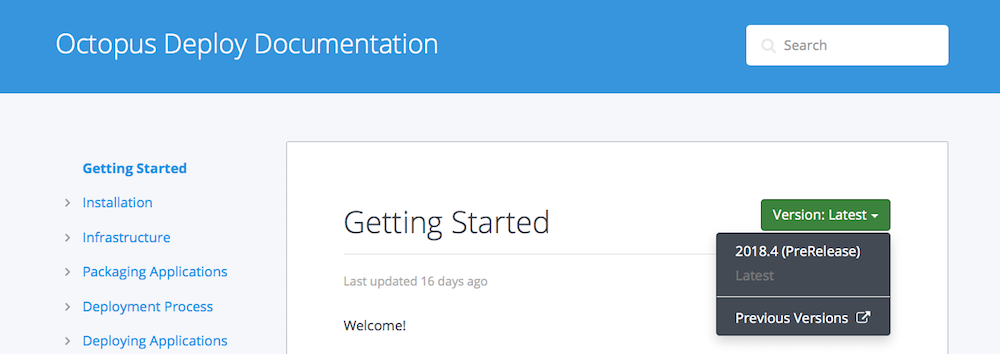 Octopus Deploy Documentation
Search
Getting Started
Installation
Infrastructure
Packaging Applications
Deployment Process
Deploying Applications
Getting Started
Version: Latest
2018.4 (PreRelease)
Latest
Previous Versions
Last updated 16 days ago
Welcome!